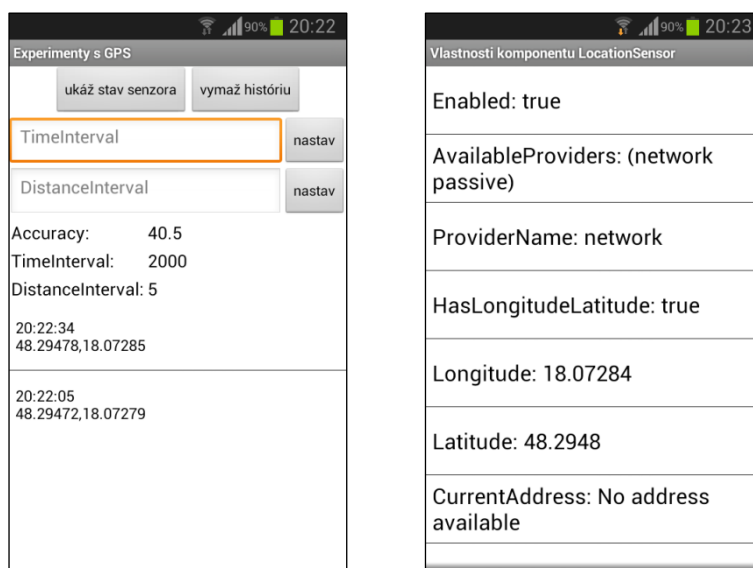 90% 20:22
Experimenty s GPS
ukáž stav senzora vymaž históriu
TimeInterval nastav
DistanceInterval nastav
Accuracy: 40.5
TimeInterval: 2000
DistanceInterval: 5
20:22:34
48.29478,18.07285
20:22:05
48.29472,18.07279
90% 20:23
Vlastnosti komponentu LocationSensor
Enabled: true
AvailableProviders: (network
passive)
ProviderName: network
HasLongitudeLatitude: true
Longitude: 18.07284
Latitude: 48.2948
CurrentAddress: No address
available